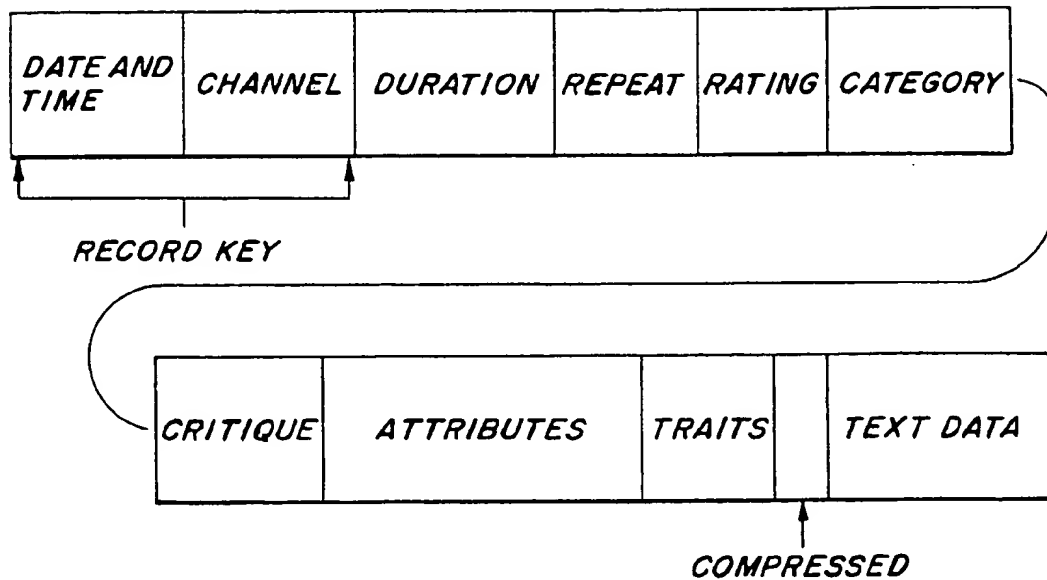 DATE AND
TIME
CHANNEL
DURATION
REPEAT
RATING
CATEGORY
RECORD KEY
CRITIQUE
ATTRIBUTES
TRAITS
TEXT DATA
COMPRESSED